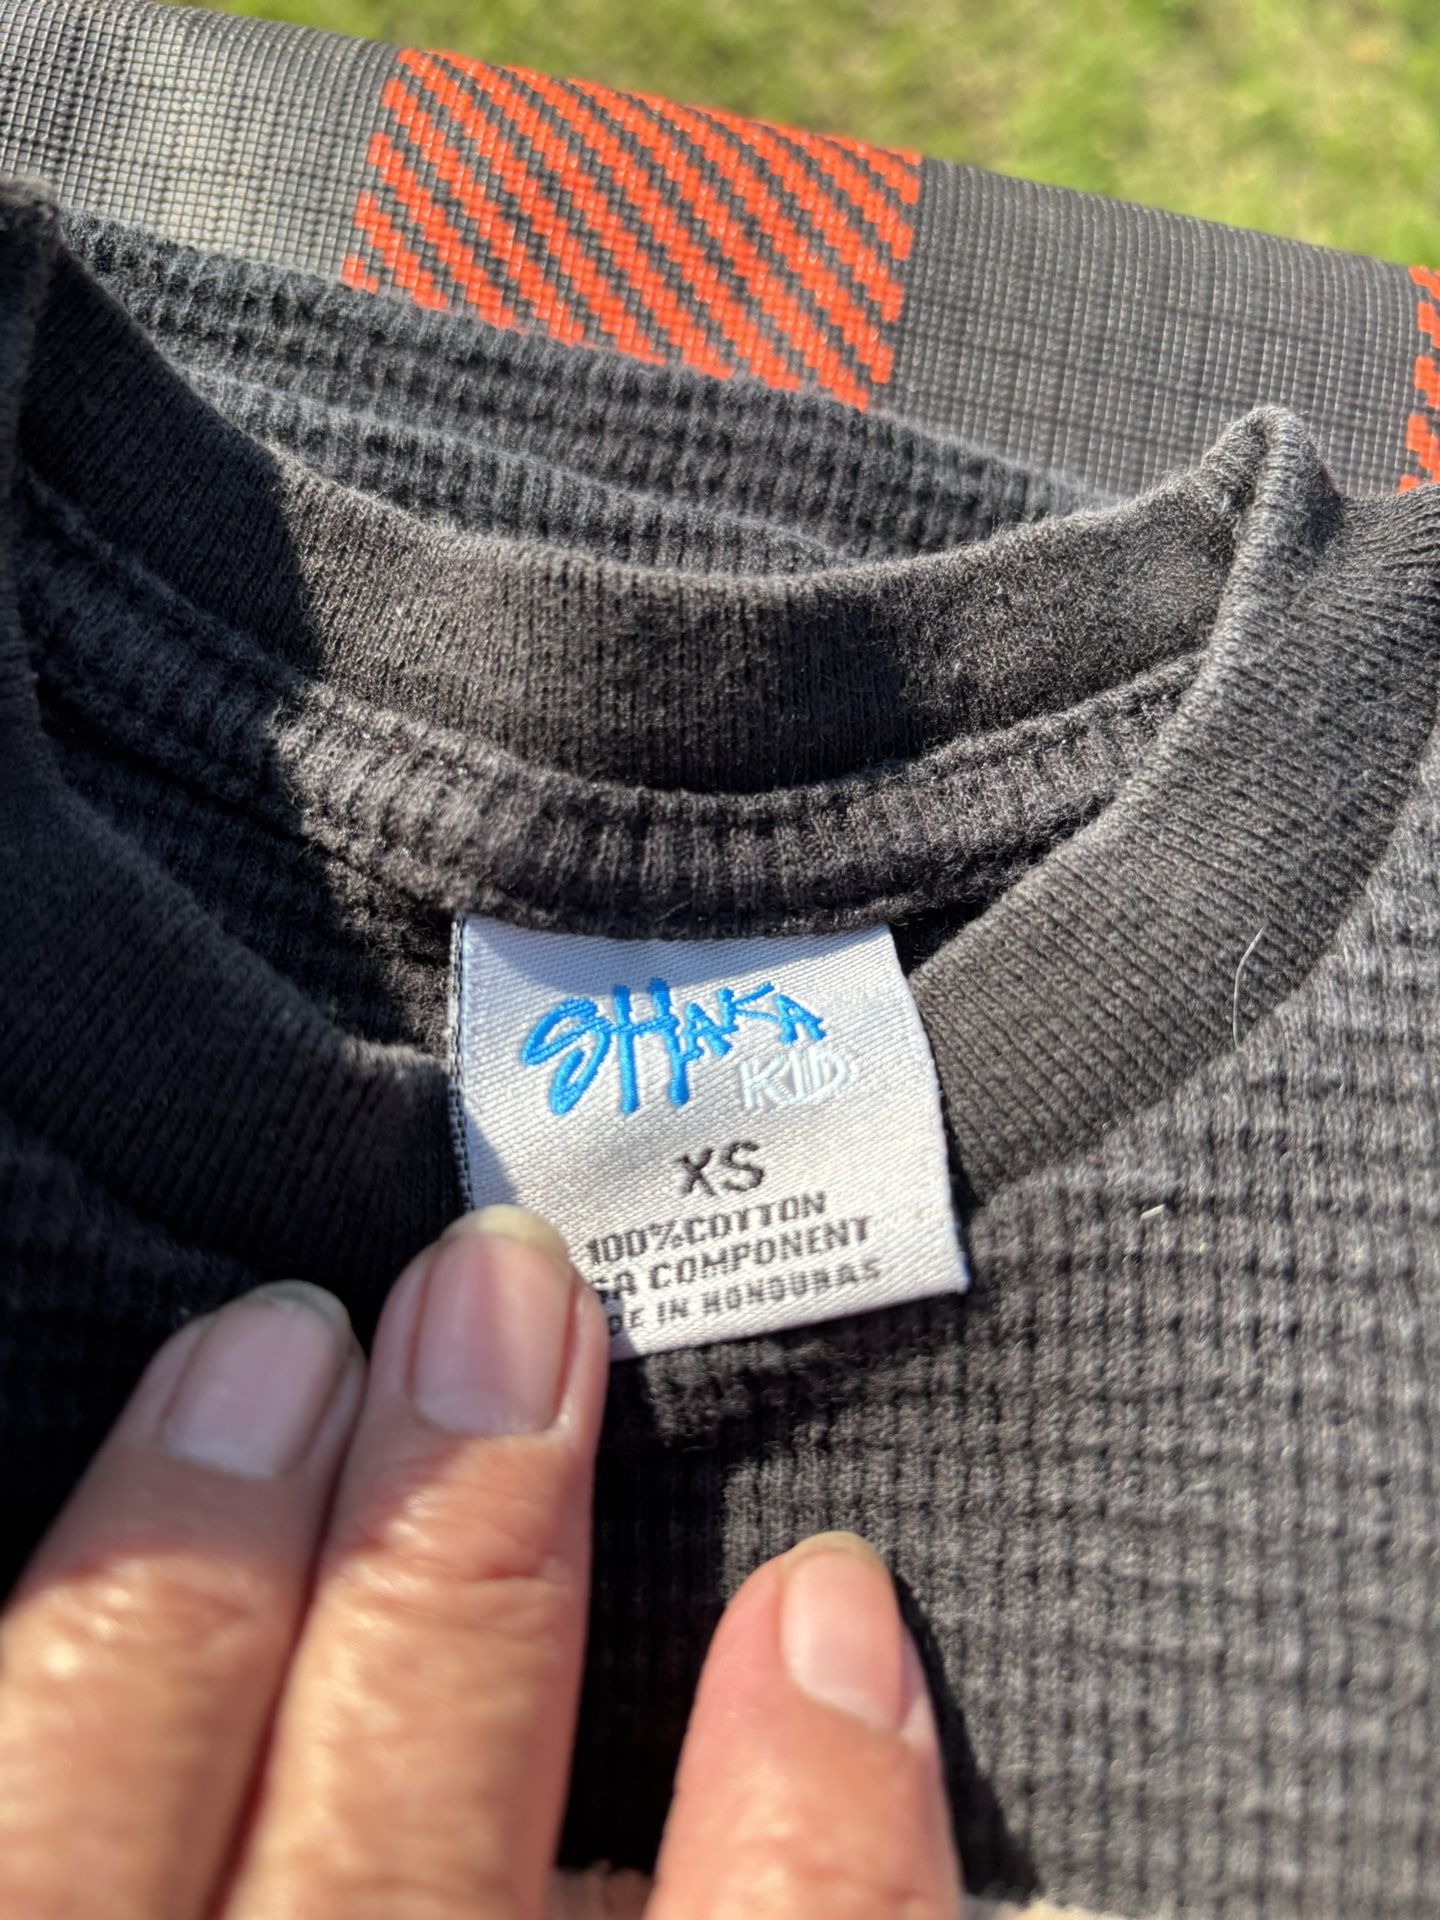 SHAKA
KID
XS
100%COTTON
COMPONENT
IN HONDURAS